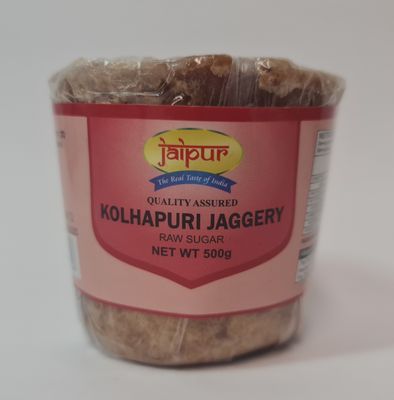 jaipur
The Real Taste of India
QUALITY ASSURED
KOLHAPURI JAGGERY
RAW SUGAR
NET WT 500g